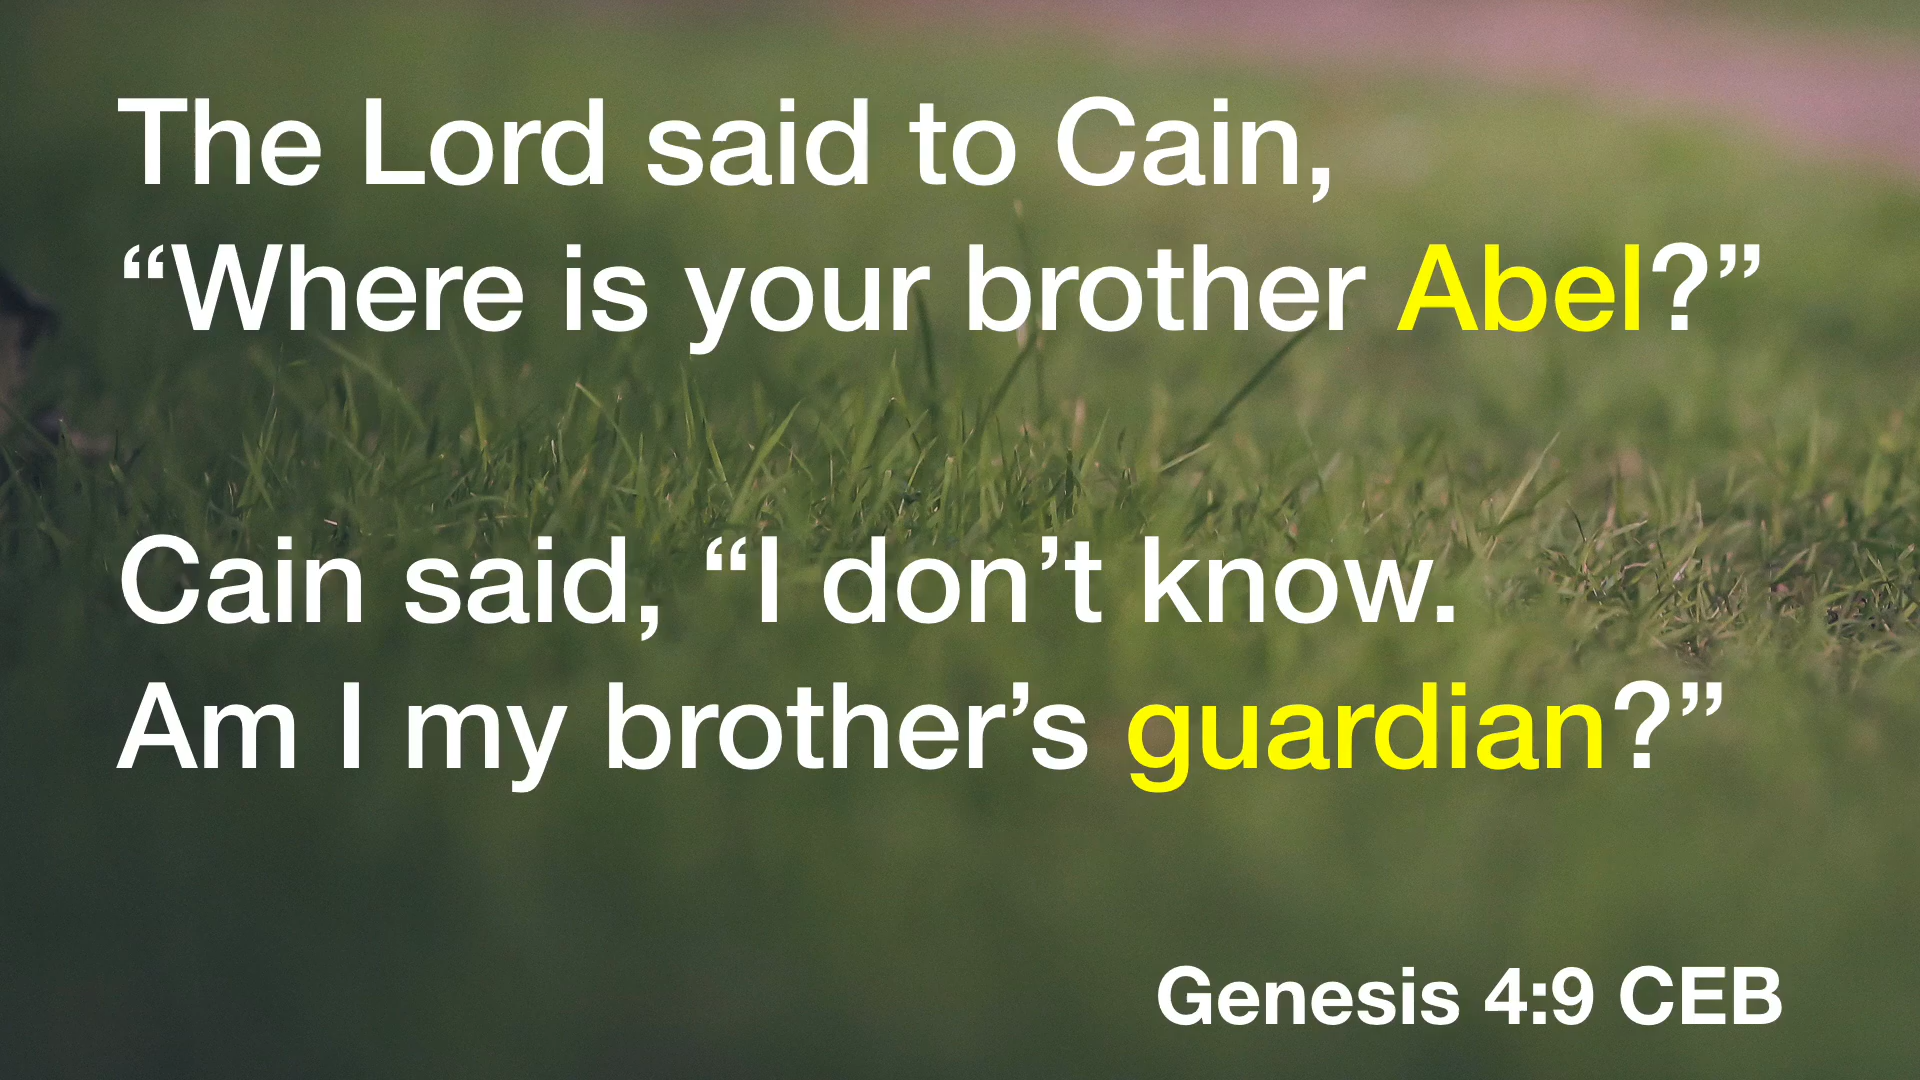 The Lord said to Cain,
“Where is your brother Abel?”
Cain said, “I don’t know.
Am I my brother’s guardian?”
Genesis 4:9 CEB